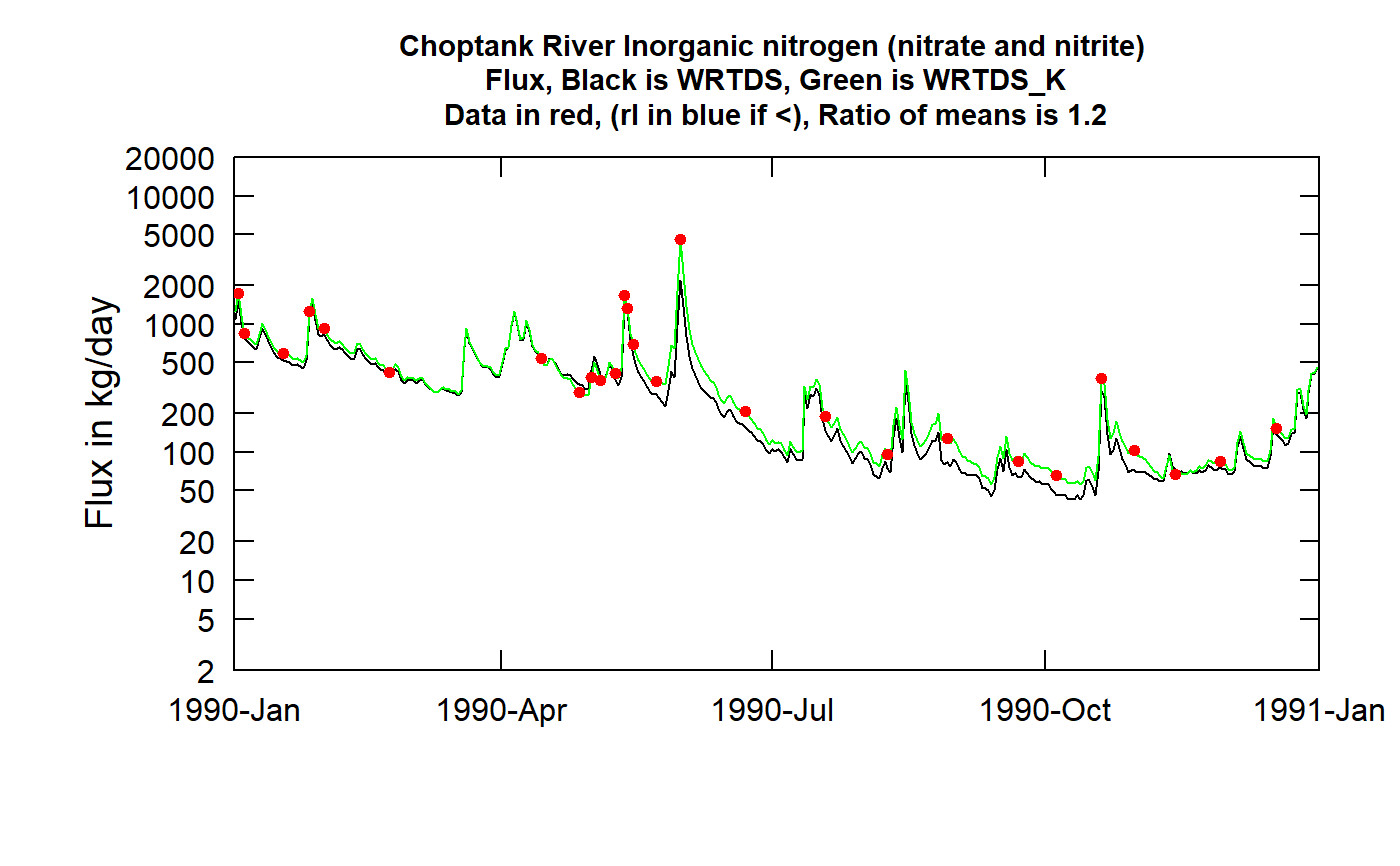 Choptank River Inorganic nitrogen (nitrate and nitrite)
Flux, Black is WRTDS, Green is WRTDS_K
Data in red, (rl in blue if <), Ratio of means is 1.2
20000
10000
5000
2000
1000
500
200
100
50
20
10
5
2
Flux in kg/day
1990-Jan
1990-Apr
1990-Jul
1990-Oct
1991-Jan